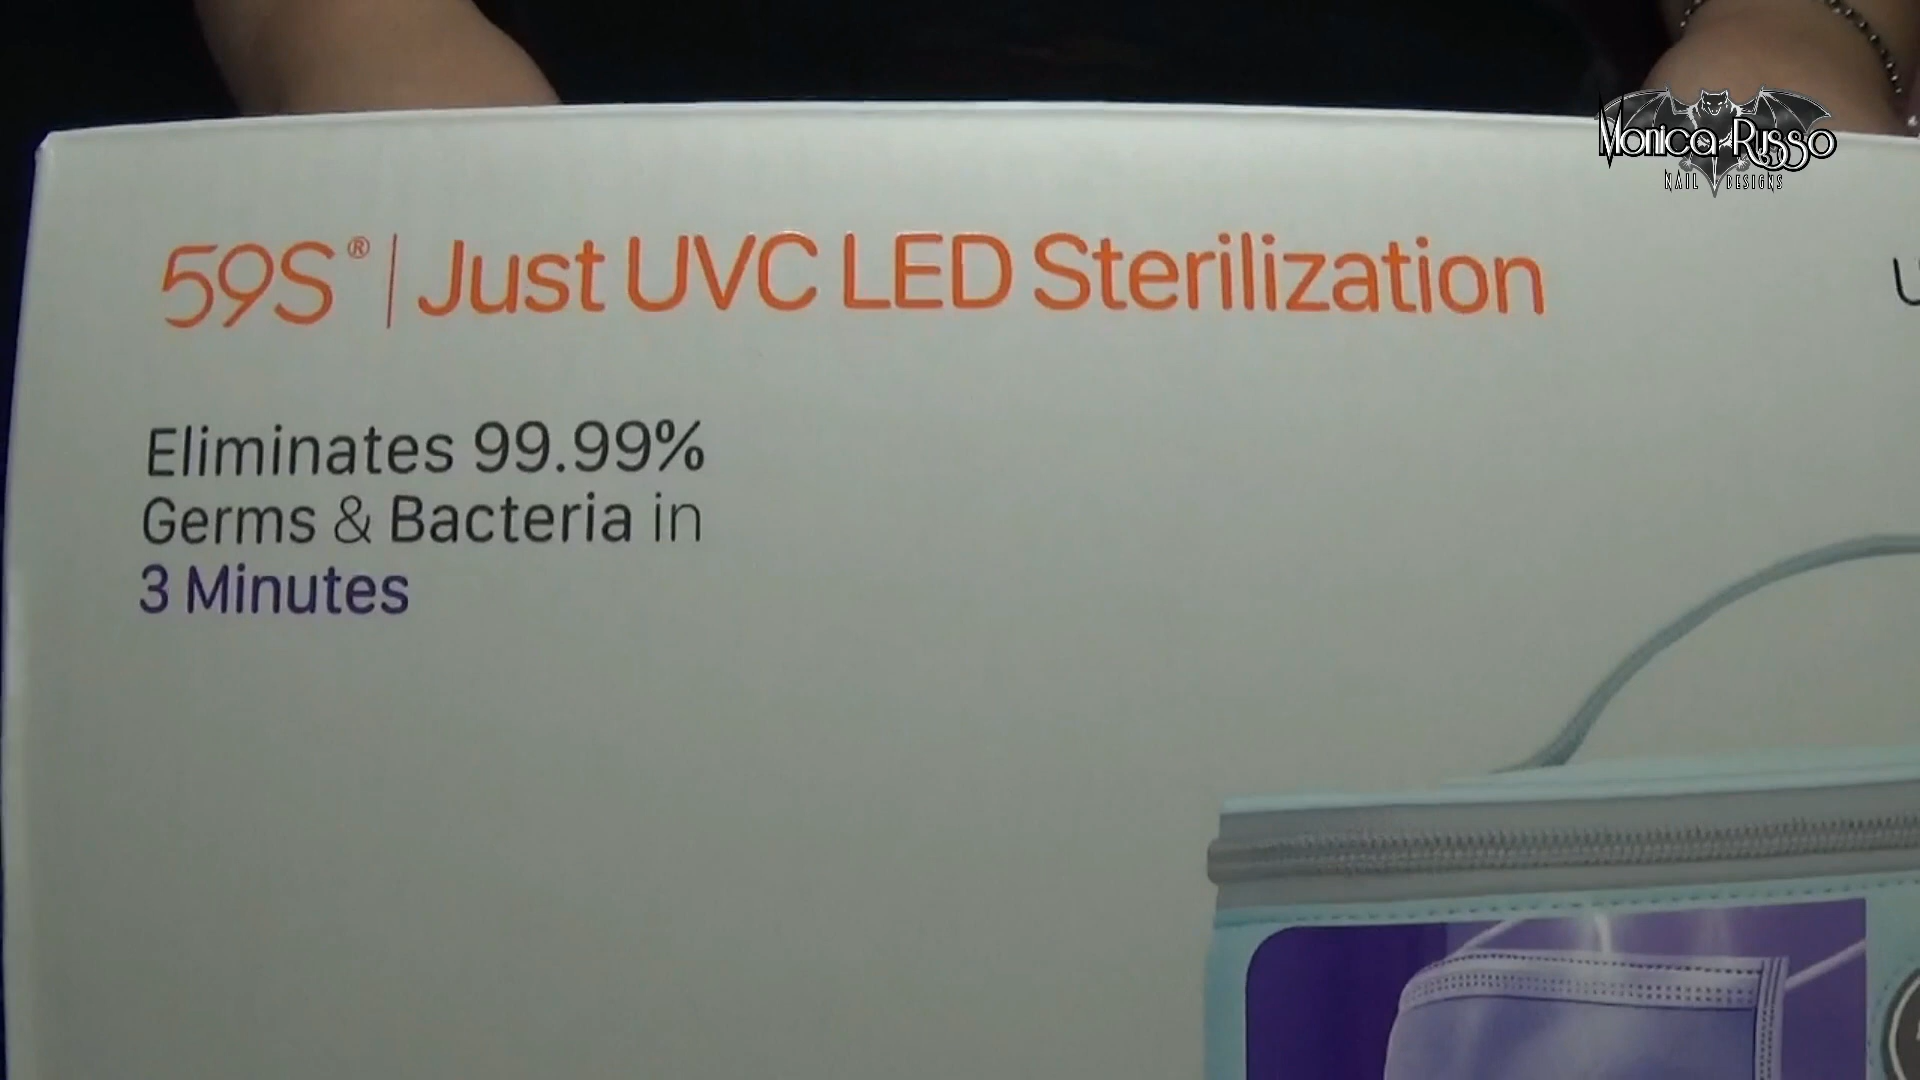 Monica Russo
NAIL DESIGNS
59S® | Just UVC LED Sterilization
Eliminates 99.99%
Germs & Bacteria in
3 Minutes